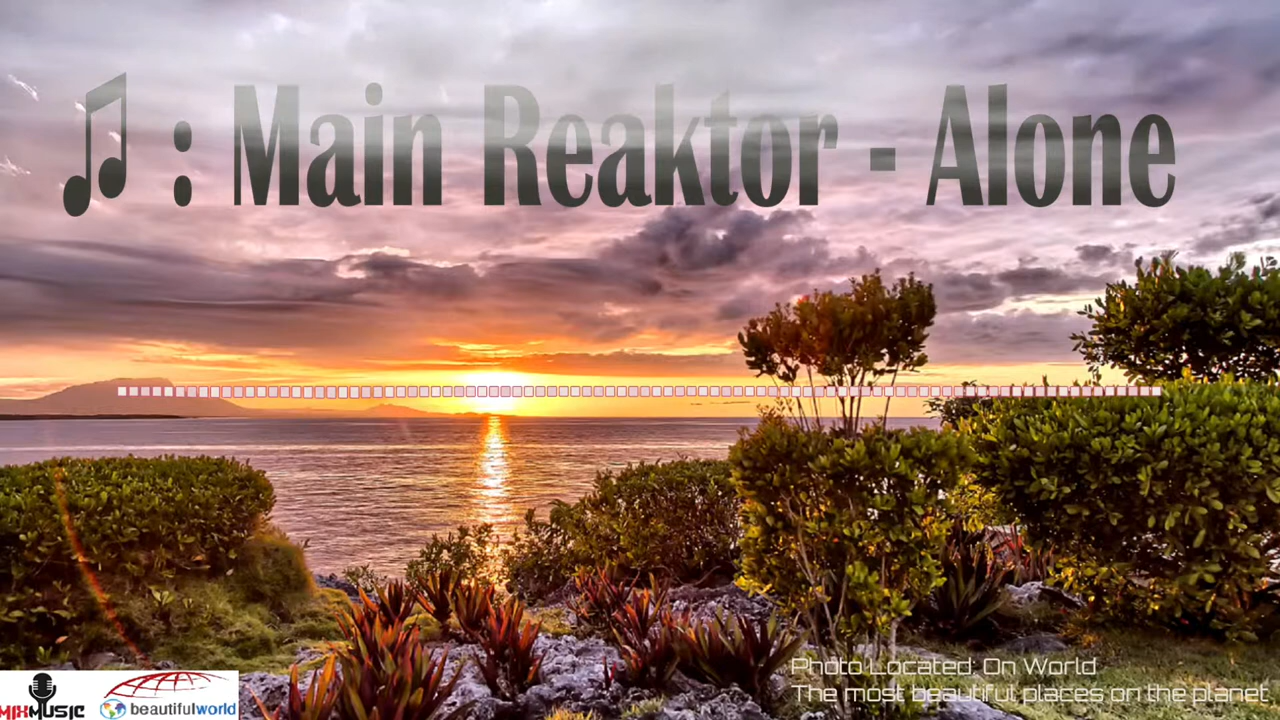 ♫ : Main Reaktor - Alone
Photo Located: On World
The most beautiful places on the planet
MIXMUSIC
beautifulworld